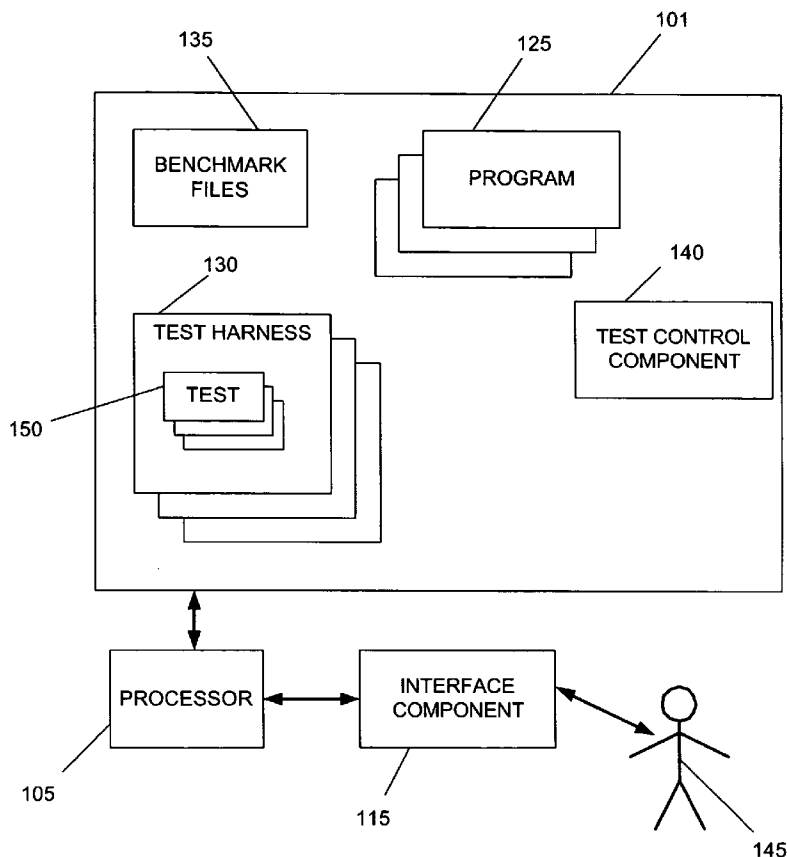 101
135
125
BENCHMARK
FILES
PROGRAM
130
140
TEST HARNESS
TEST CONTROL
COMPONENT
TEST
150
PROCESSOR
INTERFACE
COMPONENT
105
115
145